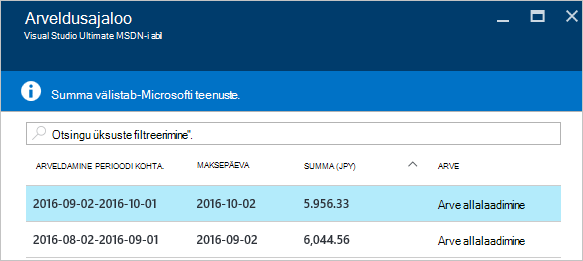 Arveldusajaloo
Visual Studio Ultimate MSDN-i abil
Summa välistab-Microsofti teenuste.
Otsingu üksuste filtreerimine".
ARVELDAMINE PERIOODI KOHTA. MAKSEPÄEVA SUMMA (JPY) ARVE
2016-09-02-2016-10-01 2016-10-02 5.956.33 Arve allalaadimine
2016-08-02-2016-09-01 2016-09-02 6,044.56 Arve allalaadimine